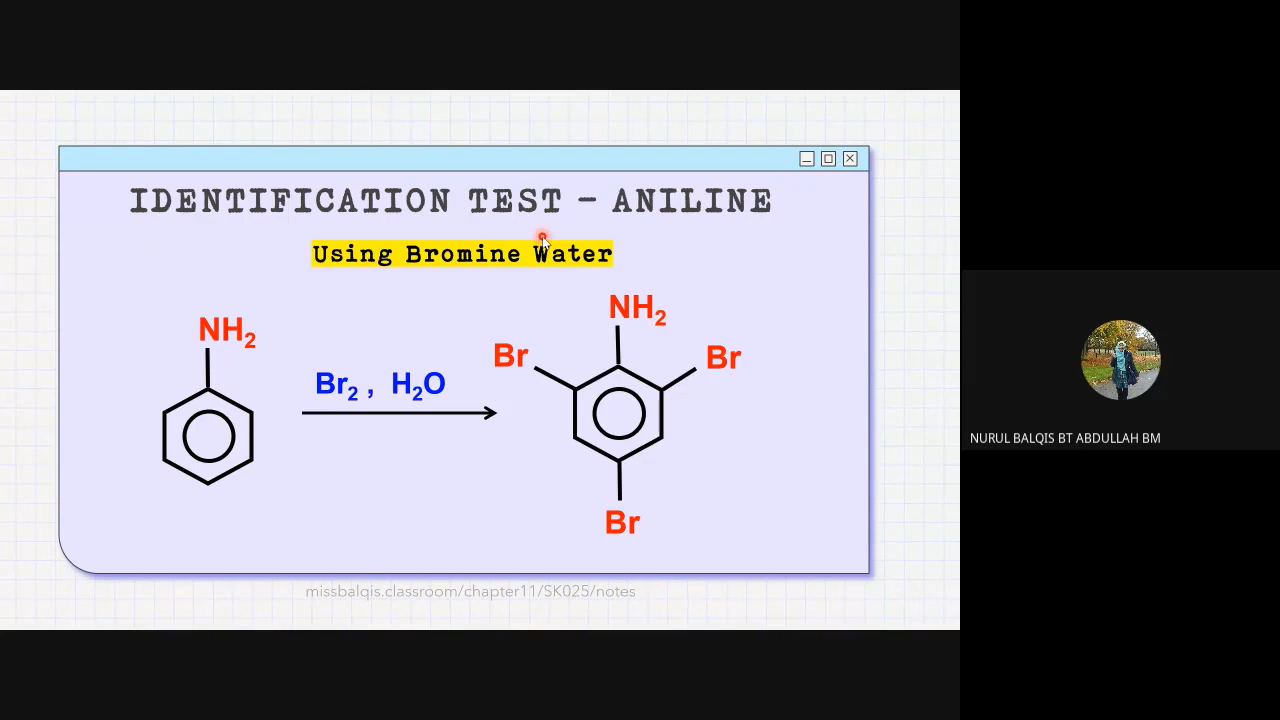 IDENTIFICATION TEST - ANILINE
Using Bromine Water
NH2
Br
Br
NH2
Br2 , H2O
Br
NURUL BALQIS BT ABDULLAH BM
missbalqis.classroom/chapter11/SK025/notes